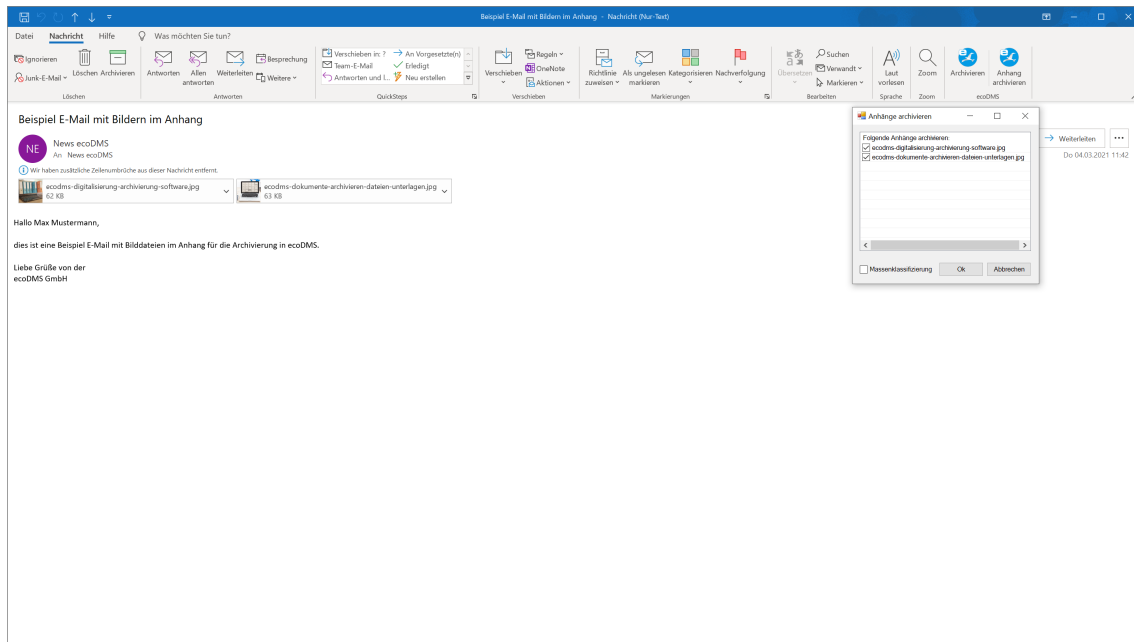 Beispiel E-Mail mit Bildern im Anhang - Nachricht (Nur-Text)
Datei Nachricht Hilfe Was möchten Sie tun?
Ignorieren
Junk-E-Mail
Löschen Archivieren
Löschen
Antworten Allen antworten Weiterleiten
Besprechung
Weitere
Antworten
Verschieben in: ? An Vorgesetzte(n)
Team-E-Mail Erledigt
Antworten und l... Neu erstellen
QuickSteps
Verschieben
Regeln
OneNote
Aktionen
Verschieben
Richtlinie zuweisen Als ungelesen markieren Kategorisieren Nachverfolgung
Markierungen
Übersetzen
Suchen
Verwandt
Markieren
Bearbeiten
Laut vorlesen
Sprache
Zoom
Zoom
Archivieren Anhang archivieren
ecoDMS
Beispiel E-Mail mit Bildern im Anhang
NE
News ecoDMS
An News ecoDMS
Weiterleiten
Do 04.03.2021 11:42
Wir haben zusätzliche Zeilenumbrüche aus dieser Nachricht entfernt.
ecodms-digitalisierung-archivierung-software.jpg
62 KB
ecodms-dokumente-archivieren-dateien-unterlagen.jpg
63 KB
Hallo Max Mustermann,
dies ist eine Beispiel E-Mail mit Bilddateien im Anhang für die Archivierung in ecoDMS.
Liebe Grüße von der
ecoDMS GmbH
Anhänge archivieren
Folgende Anhänge archivieren:
ecodms-digitalisierung-archivierung-software.jpg
ecodms-dokumente-archivieren-dateien-unterlagen.jpg
Massenklassifizierung Ok Abbrechen